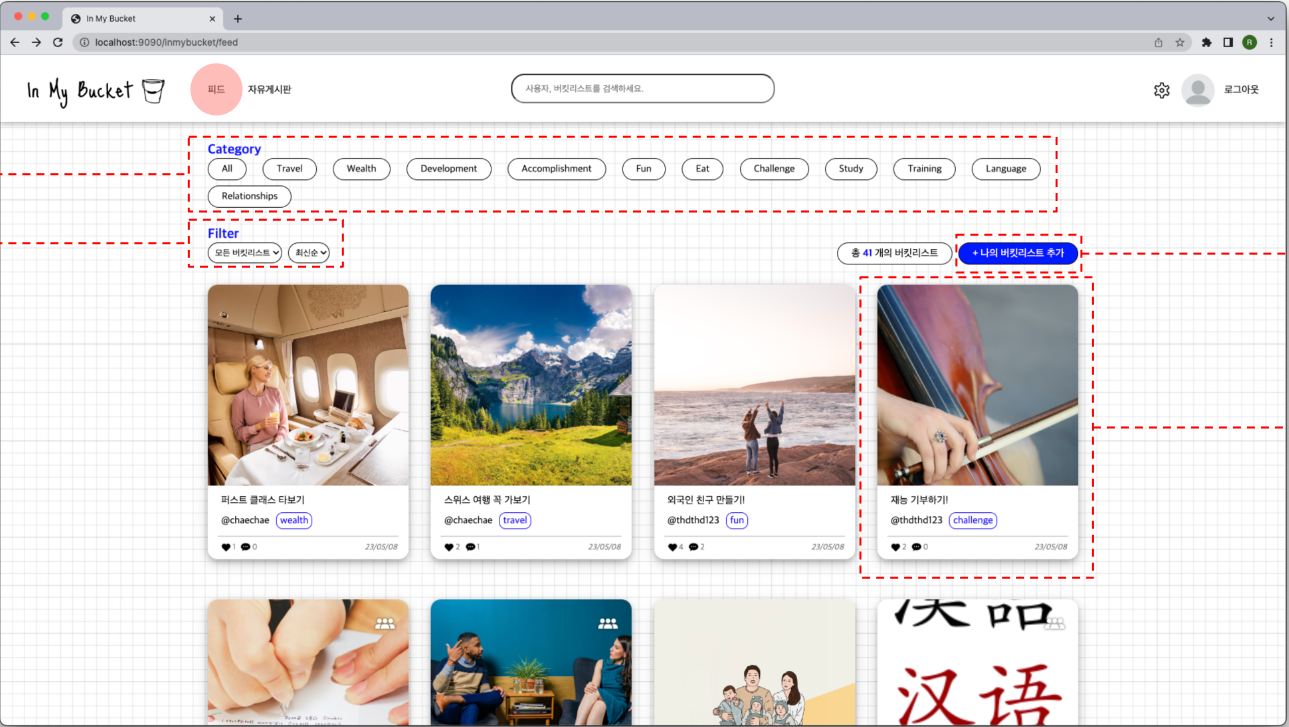 In My Bucket
localhost:9090/inmybucket/feed
R
In My Bucket
피드
자유게시판
사용자, 버킷리스트를 검색하세요.
로그아웃
Category
All
Travel
Wealth
Development
Accomplishment
Fun
Eat
Challenge
Study
Training
Language
Relationships
Filter
모든 버킷리스트
최신순
총 41 개의 버킷리스트
+ 나의 버킷리스트 추가
퍼스트 클래스 타보기
@chaechae wealth
1 0
23/05/08
스위스 여행 꼭 가보기
@chaechae travel
2 1
23/05/08
외국인 친구 만들기!
@thdthd123 fun
4 2
23/05/08
재능 기부하기!
@thdthd123 challenge
2 0
23/05/08
漢語
汉语